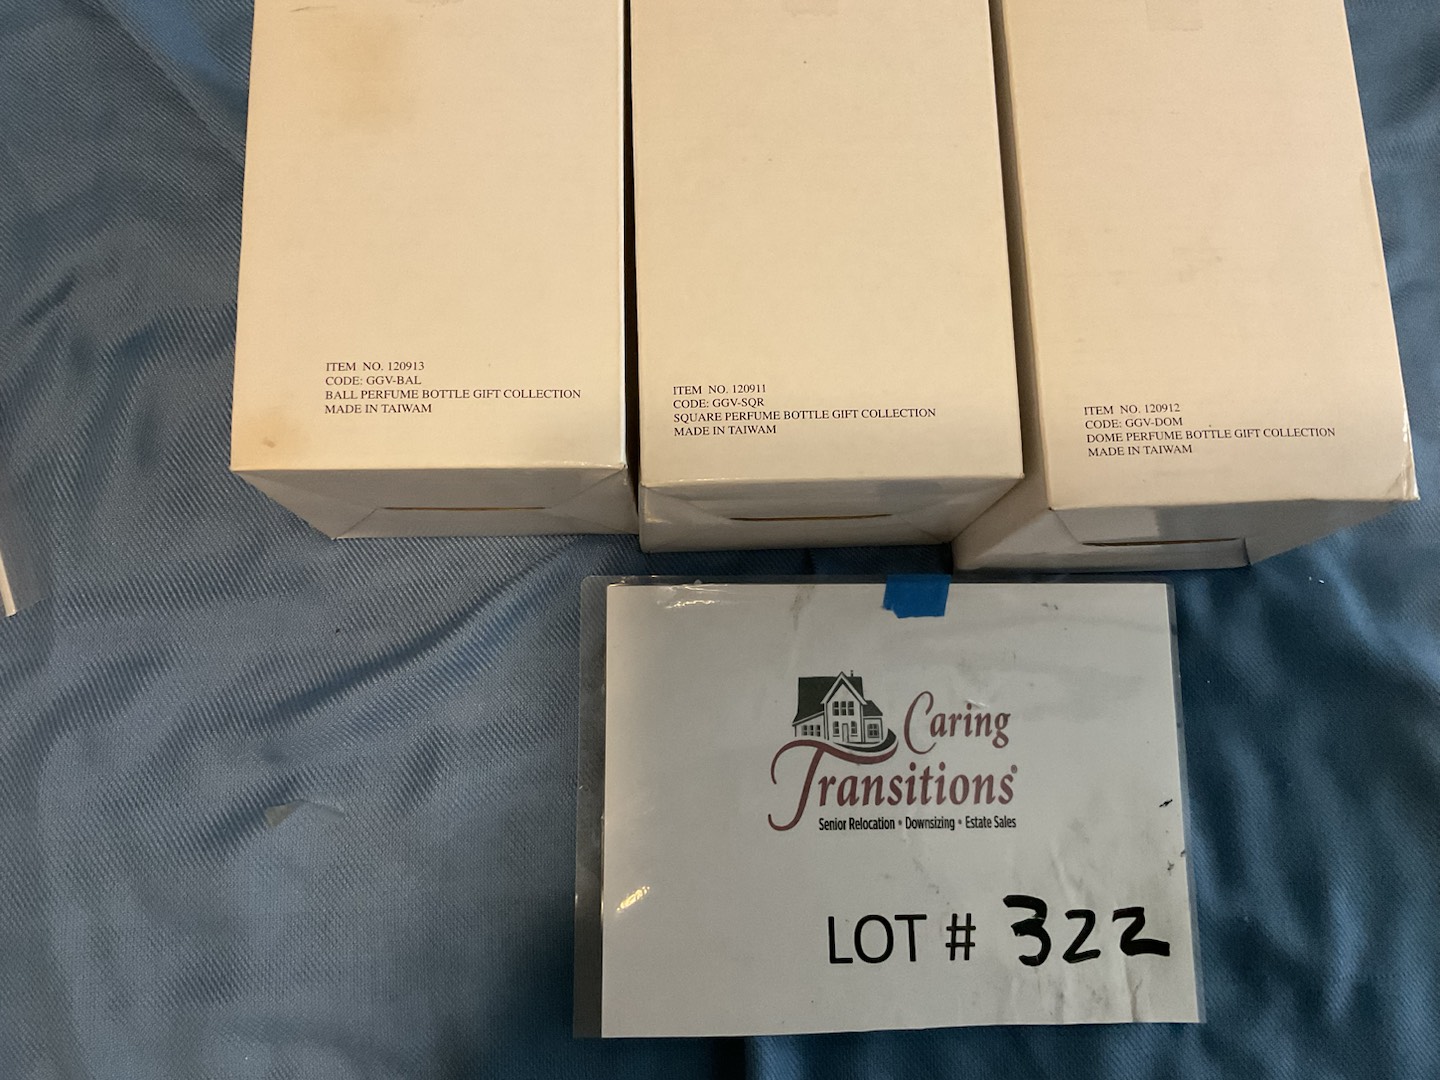 ITEM NO. 120913
CODE: GGV-BAL
BALL PERFUME BOTTLE GIFT COLLECTION
MADE IN TAIWAM
ITEM NO. 120911
CODE: GGV-SQR
SQUARE PERFUME BOTTLE GIFT COLLECTION
MADE IN TAIWAM
ITEM NO. 120912
CODE: GGV-DOM
DOME PERFUME BOTTLE GIFT COLLECTION
MADE IN TAIWAM
Caring
Transitions®
Senior Relocation • Downsizing • Estate Sales
LOT # 322